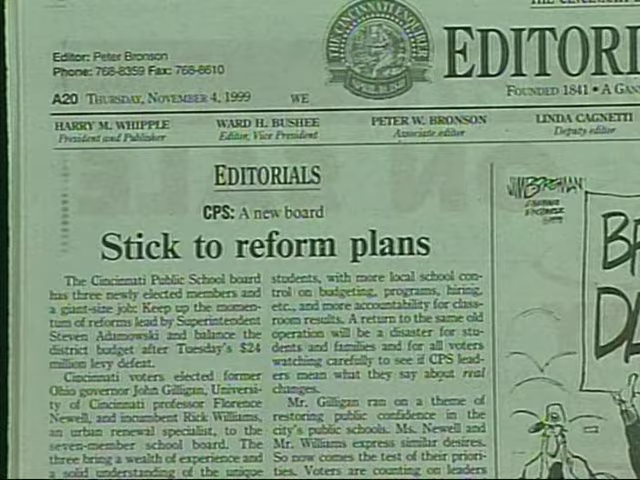 THE CINCINNATI ENQUIRER
Editor: Peter Bronson
Phone: 768-8359 Fax: 768-8610
EDITORI
FOUNDED 1841 • A GAN
A20 THURSDAY, NOVEMBER 4, 1999 WE
HARRY M. WHIPPLE
President and Publisher
WARD H. BUSHEE
Editor, Vice President
PETER W. BRONSON
Associate editor
LINDA CAGNETTI
Deputy editor
EDITORIALS
CPS: A new board
Stick to reform plans
The Cincinnati Public School board
has three newly elected members and
a giant-size job: Keep up the momen-
tum of reforms lead by Superintendent
Steven Adamowski and balance the
district budget after Tuesday's $24
million levy defeat.
Cincinnati voters elected former
Ohio governor John Gilligan, Universi-
ty of Cincinnati professor Florence
Newell, and incumbent Rick Williams,
an urban renewal specialist, to the
seven-member school board. The
three bring a wealth of experience and
a solid understanding of the unique
students, with more local school con-
trol on budgeting, programs, hiring,
etc., and more accountability for class-
room results. A return to the same old
operation will be a disaster for stu-
dents and families and for all voters
watching carefully to see if CPS lead-
ers mean what they say about real
changes.
Mr. Gilligan ran on a theme of
restoring public confidence in the
city's public schools. Ms. Newell and
Mr. Williams express similar desires.
So now comes the test of their priori-
ties. Voters are counting on leaders
JIM BORGMAN
BR
DE